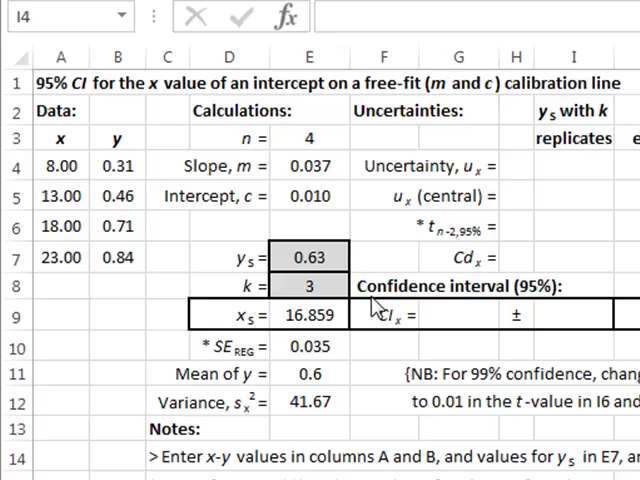 I4
fx
A B C D E F G H I
1 95% CI for the x value of an intercept on a free-fit (m and c) calibration line
2 Data: Calculations: Uncertainties: yS with k
3 x y n = 4 replicates
4 8.00 0.31 Slope, m = 0.037 Uncertainty, ux =
5 13.00 0.46 Intercept, c = 0.010 ux (central) =
6 18.00 0.71 * tn-2,95% =
7 23.00 0.84 yS = 0.63 Cdx =
8 k = 3 Confidence interval (95%):
9 xS = 16.859 CIx = ±
10 * SEREG = 0.035
11 Mean of y = 0.6 {NB: For 99% confidence, chang
12 Variance, sx2 = 41.67 to 0.01 in the t-value in I6 and
13 Notes:
14 > Enter x-y values in columns A and B, and values for yS in E7, an